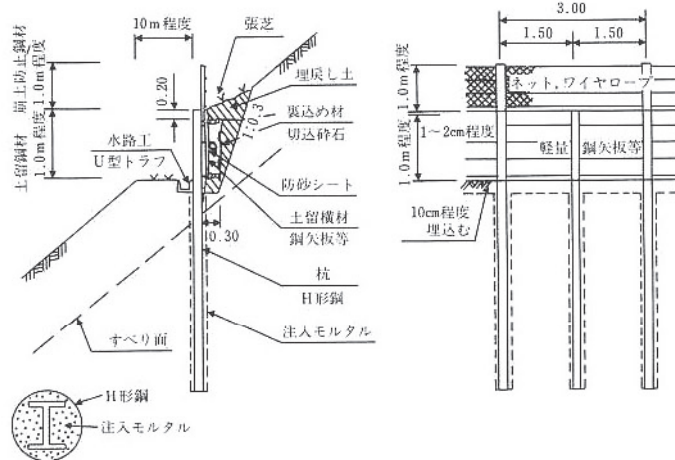 10m程度
張芝
埋戻し土
裏込め材
切込砕石
1:0.3
0.20
崩土防止鋼材
1.0m程度
土留鋼材
1.0m程度
水路工
U型トラフ
防砂シート
土留横材
鋼矢板等
0.30
杭
H形鋼
注入モルタル
すべり面
H形鋼
注入モルタル
3.00
1.50
1.50
1.0m程度
ネット,ワイヤロープ
1.0m程度
1~2cm程度
軽量鋼矢板等
10cm程度
埋込む